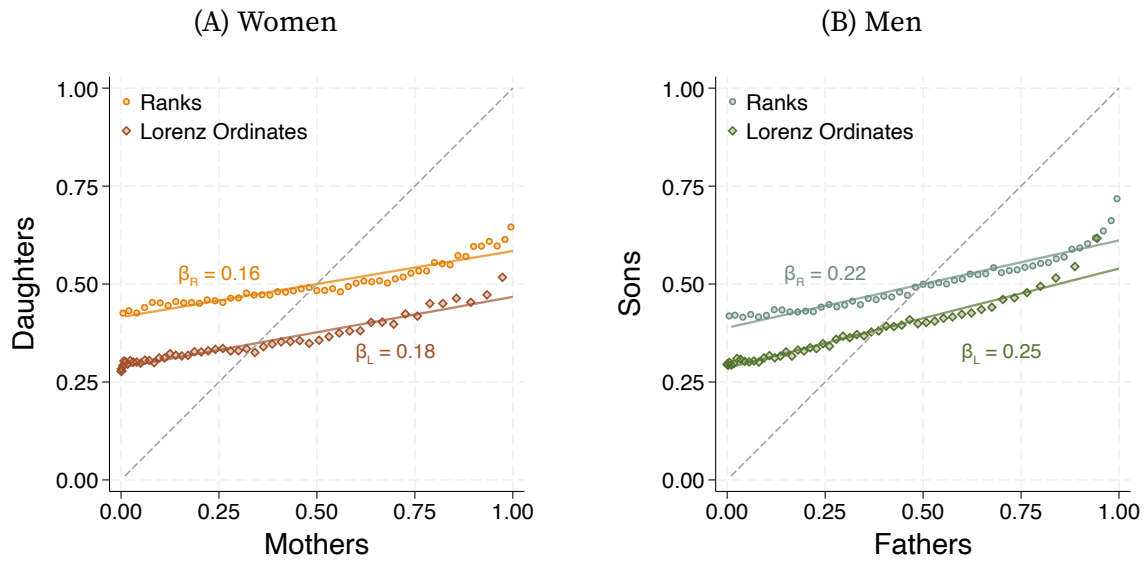 (A) Women
Ranks
Lorenz Ordinates
1.00
0.75
0.50
0.25
0.00
Daughters
β_R = 0.16
β_L = 0.18
0.00 0.25 0.50 0.75 1.00
Mothers
(B) Men
Ranks
Lorenz Ordinates
1.00
0.75
0.50
0.25
0.00
Sons
β_R = 0.22
β_L = 0.25
0.00 0.25 0.50 0.75 1.00
Fathers